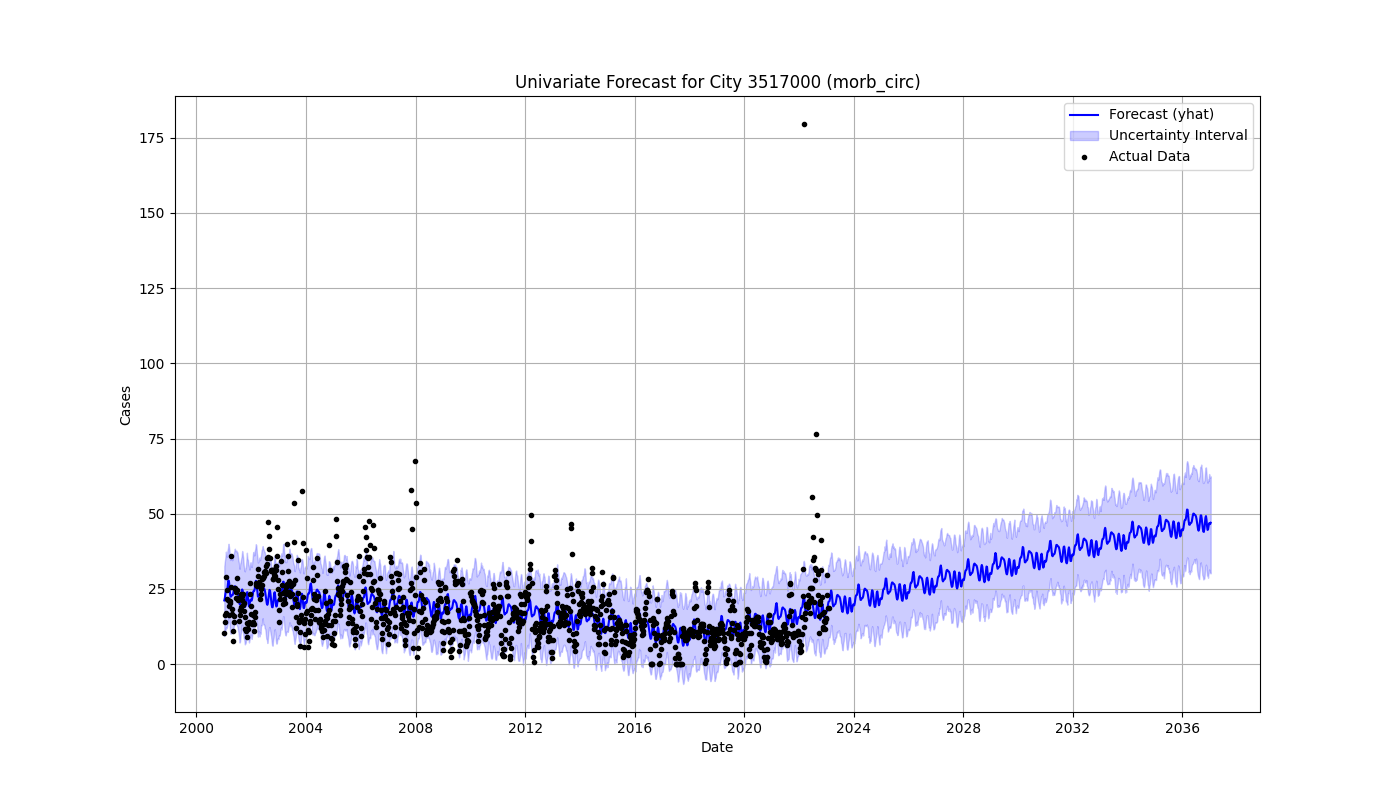 Univariate Forecast for City 3517000 (morb_circ)
Forecast (yhat)
Uncertainty Interval
Actual Data
175
150
125
100
75
50
25
0
Cases
2000 2004 2008 2012 2016 2020 2024 2028 2032 2036
Date